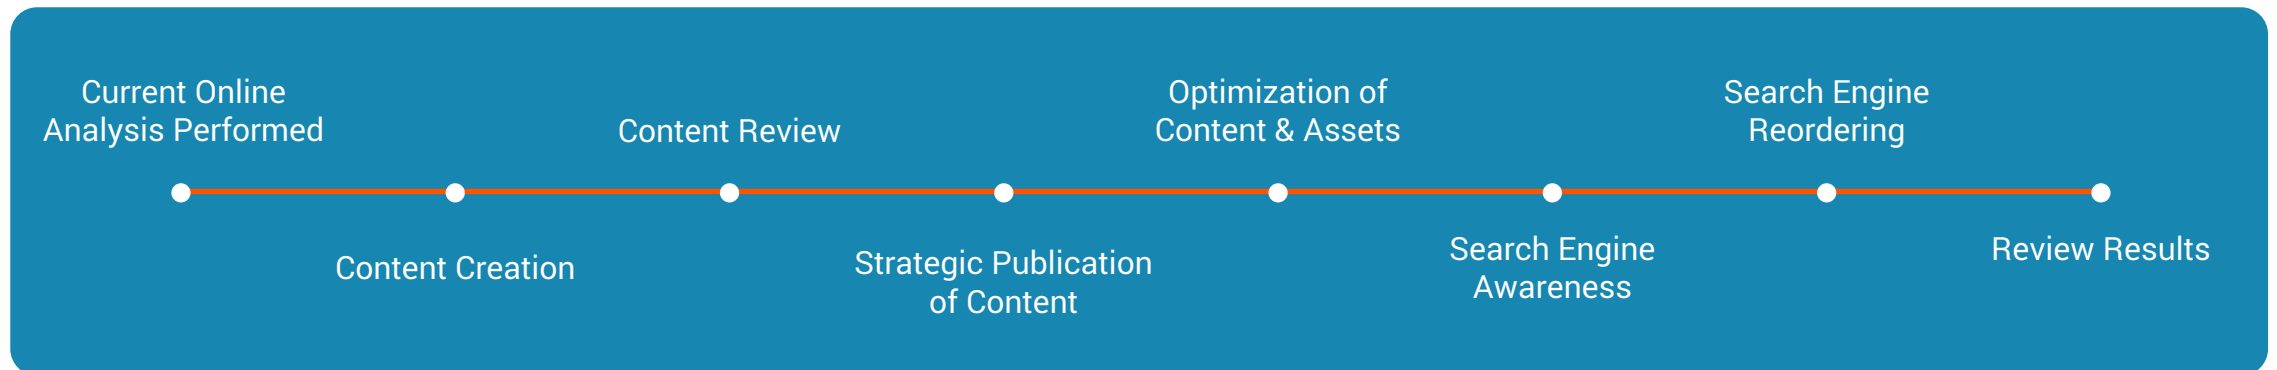 Current Online
Analysis Performed
Content Creation
Content Review
Strategic Publication
of Content
Optimization of
Content & Assets
Search Engine
Awareness
Search Engine
Reordering
Review Results